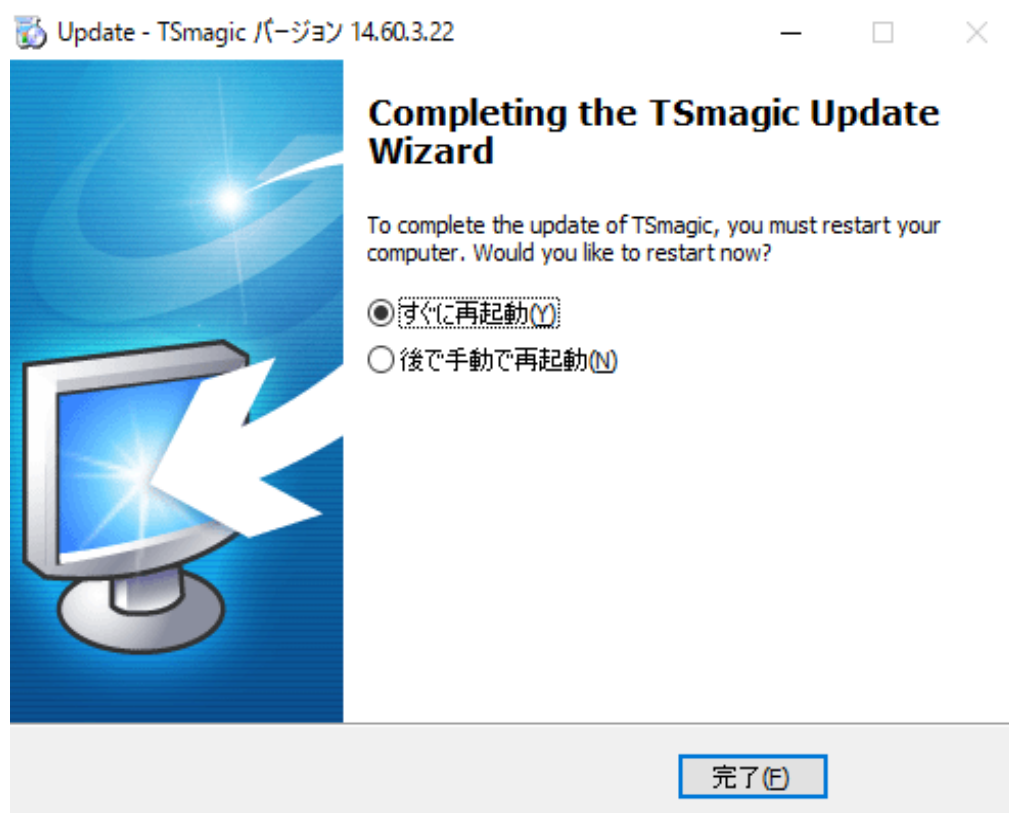 Update - TSmagic バージョン 14.60.3.22
Completing the TSmagic Update
Wizard
To complete the update of TSmagic, you must restart your
computer. Would you like to restart now?
すぐに再起動(Y)
後で手動で再起動(N)
完了(F)